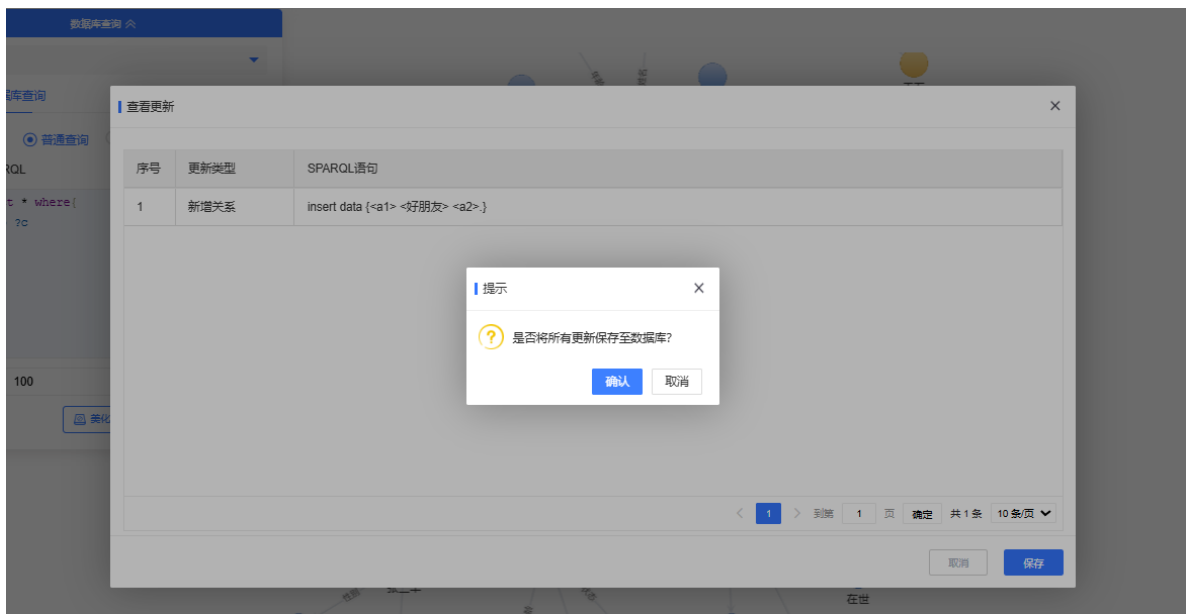 数据库查询
据库查询
查看更新
普通查询
RQL
序号 更新类型 SPARQL语句
t * where{
?c
1 新增关系 insert data {<a1> <好朋友> <a2>.}
提示
是否将所有更新保存至数据库?
确认 取消
100
美化
1 到第 1 页 确定 共 1 条 10 条/页
取消 保存
性别
在世